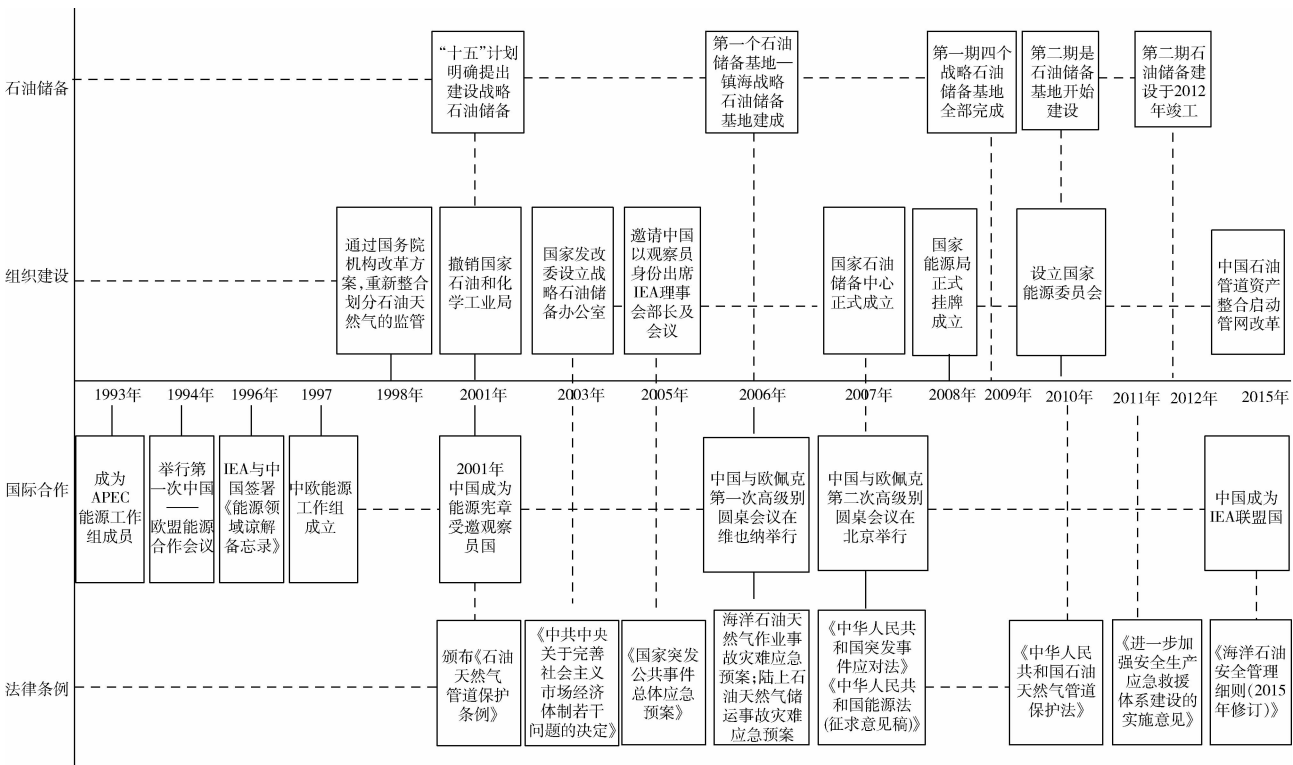 石油储备
“十五”计划
明确提出
建设战略
石油储备
第一个石油
储备基地—
镇海战略
石油储备
基地建成
第一期四个
战略石油
储备基地
全部完成
第二期是
石油储备
基地开始
建设
第二期石
油储备建
设于2012
年竣工
组织建设
通过国务院
机构改革方
案,重新整合
划分石油天
然气的监管
撤销国家
石油和化
学工业局
国家发改
委设立战
略石油储
备办公室
邀请中国
以观察员
身份出席
IEA理事
会部长及
会议
国家石油
储备中心
正式成立
国家
能源局
正式
挂牌
成立
设立国家
能源委员会
中国石油
管道资产
整合启动
管网改革
1993年
1994年
1996年
1997
1998年
2001年
2003年
2005年
2006年
2007年
2008年
2009年
2010年
2011年
2012年
2015年
国际合作
成为
APEC
能源工作
组成员
举行第
一次中国
——
欧盟能源
合作会议
IEA与中
国签署
《能源领
域谅解
备忘录》
中欧能源
工作组
成立
2001年
中国成为
能源宪章
受邀观察
员国
中国与欧佩克
第一次高级别
圆桌会议在
维也纳举行
中国与欧佩克
第二次高级别
圆桌会议在
北京举行
中国成为
IEA联盟国
法律条例
颁布《石油
天然气
管道保护
条例》
《中共中央
关于完善
社会主义
市场经济
体制若干
问题的决定》
《国家突发
公共事件
总体应急
预案》
海洋石油天
然气作业事
故灾难应急
预案;陆上石
油天然气储
运事故灾难
应急预案
《中华人民共
和国突发事
件应对法》
《中华人民共
和国能源法
(征求意见稿)》
《中华人民
共和国石油
天然气管道
保护法》
《进一步加
强安全生产
应急救援
体系建设的
实施意见》
《海洋石油
安全管理
细则(2015
年修订)》